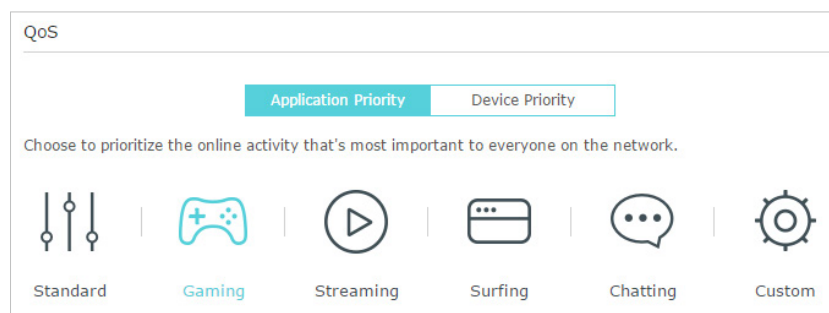 QoS
Application Priority Device Priority
Choose to prioritize the online activity that's most important to everyone on the network.
Standard Gaming Streaming Surfing Chatting Custom